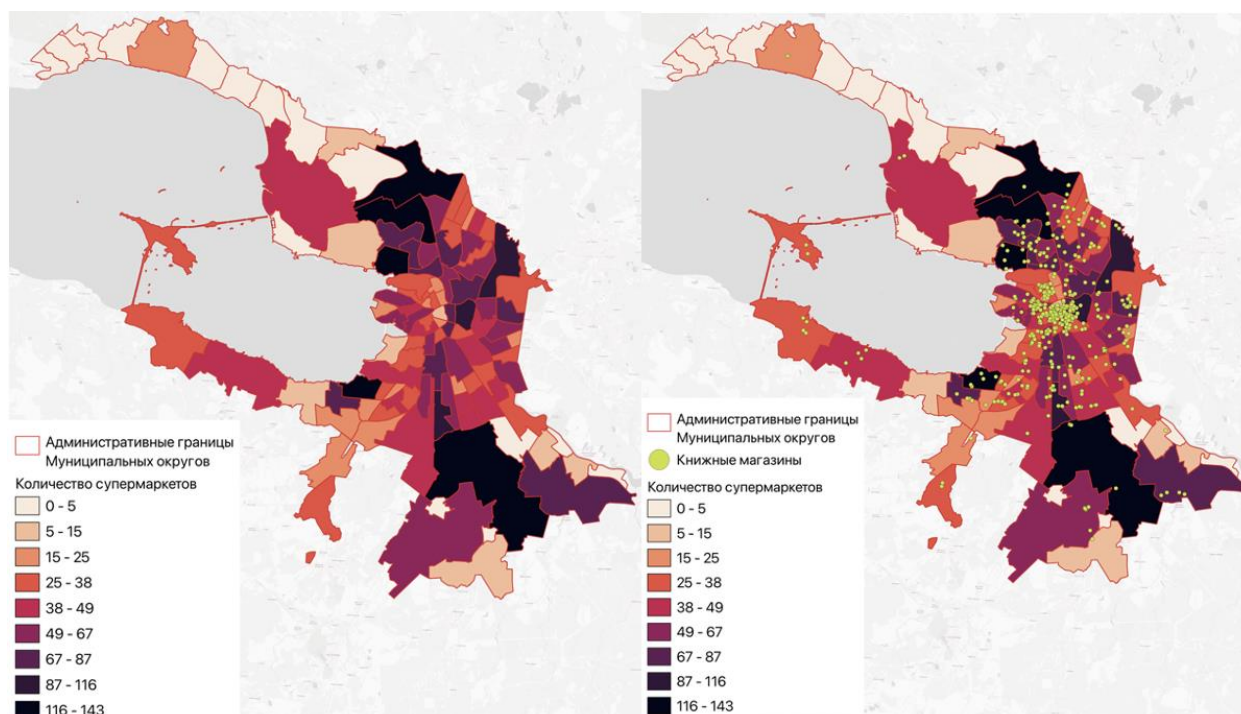 Административные границы
Муниципальных округов
Количество супермаркетов
0 - 5
5 - 15
15 - 25
25 - 38
38 - 49
49 - 67
67 - 87
87 - 116
116 - 143
Административные границы
Муниципальных округов
Книжные магазины
Количество супермаркетов
0 - 5
5 - 15
15 - 25
25 - 38
38 - 49
49 - 67
67 - 87
87 - 116
116 - 143